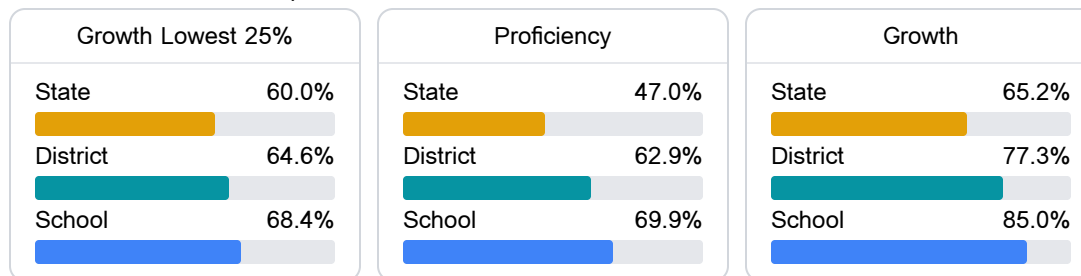 Growth Lowest 25%
State 60.0%
District 64.6%
School 68.4%
Proficiency
State 47.0%
District 62.9%
School 69.9%
Growth
State 65.2%
District 77.3%
School 85.0%